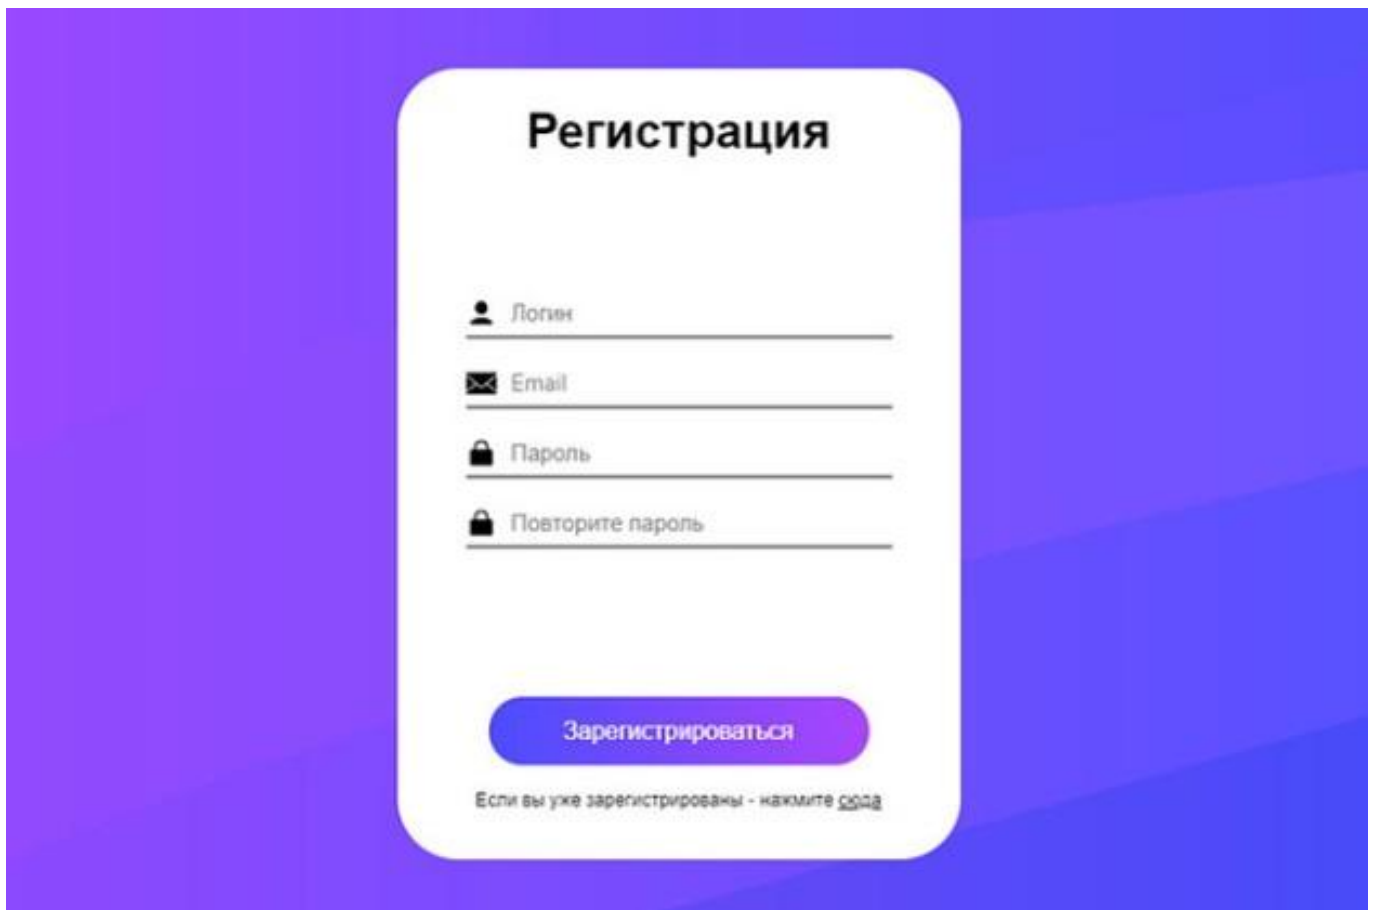 Регистрация
Логин
Email
Пароль
Повторите пароль
Зарегистрироваться
Если вы уже зарегистрированы - нажмите сюда